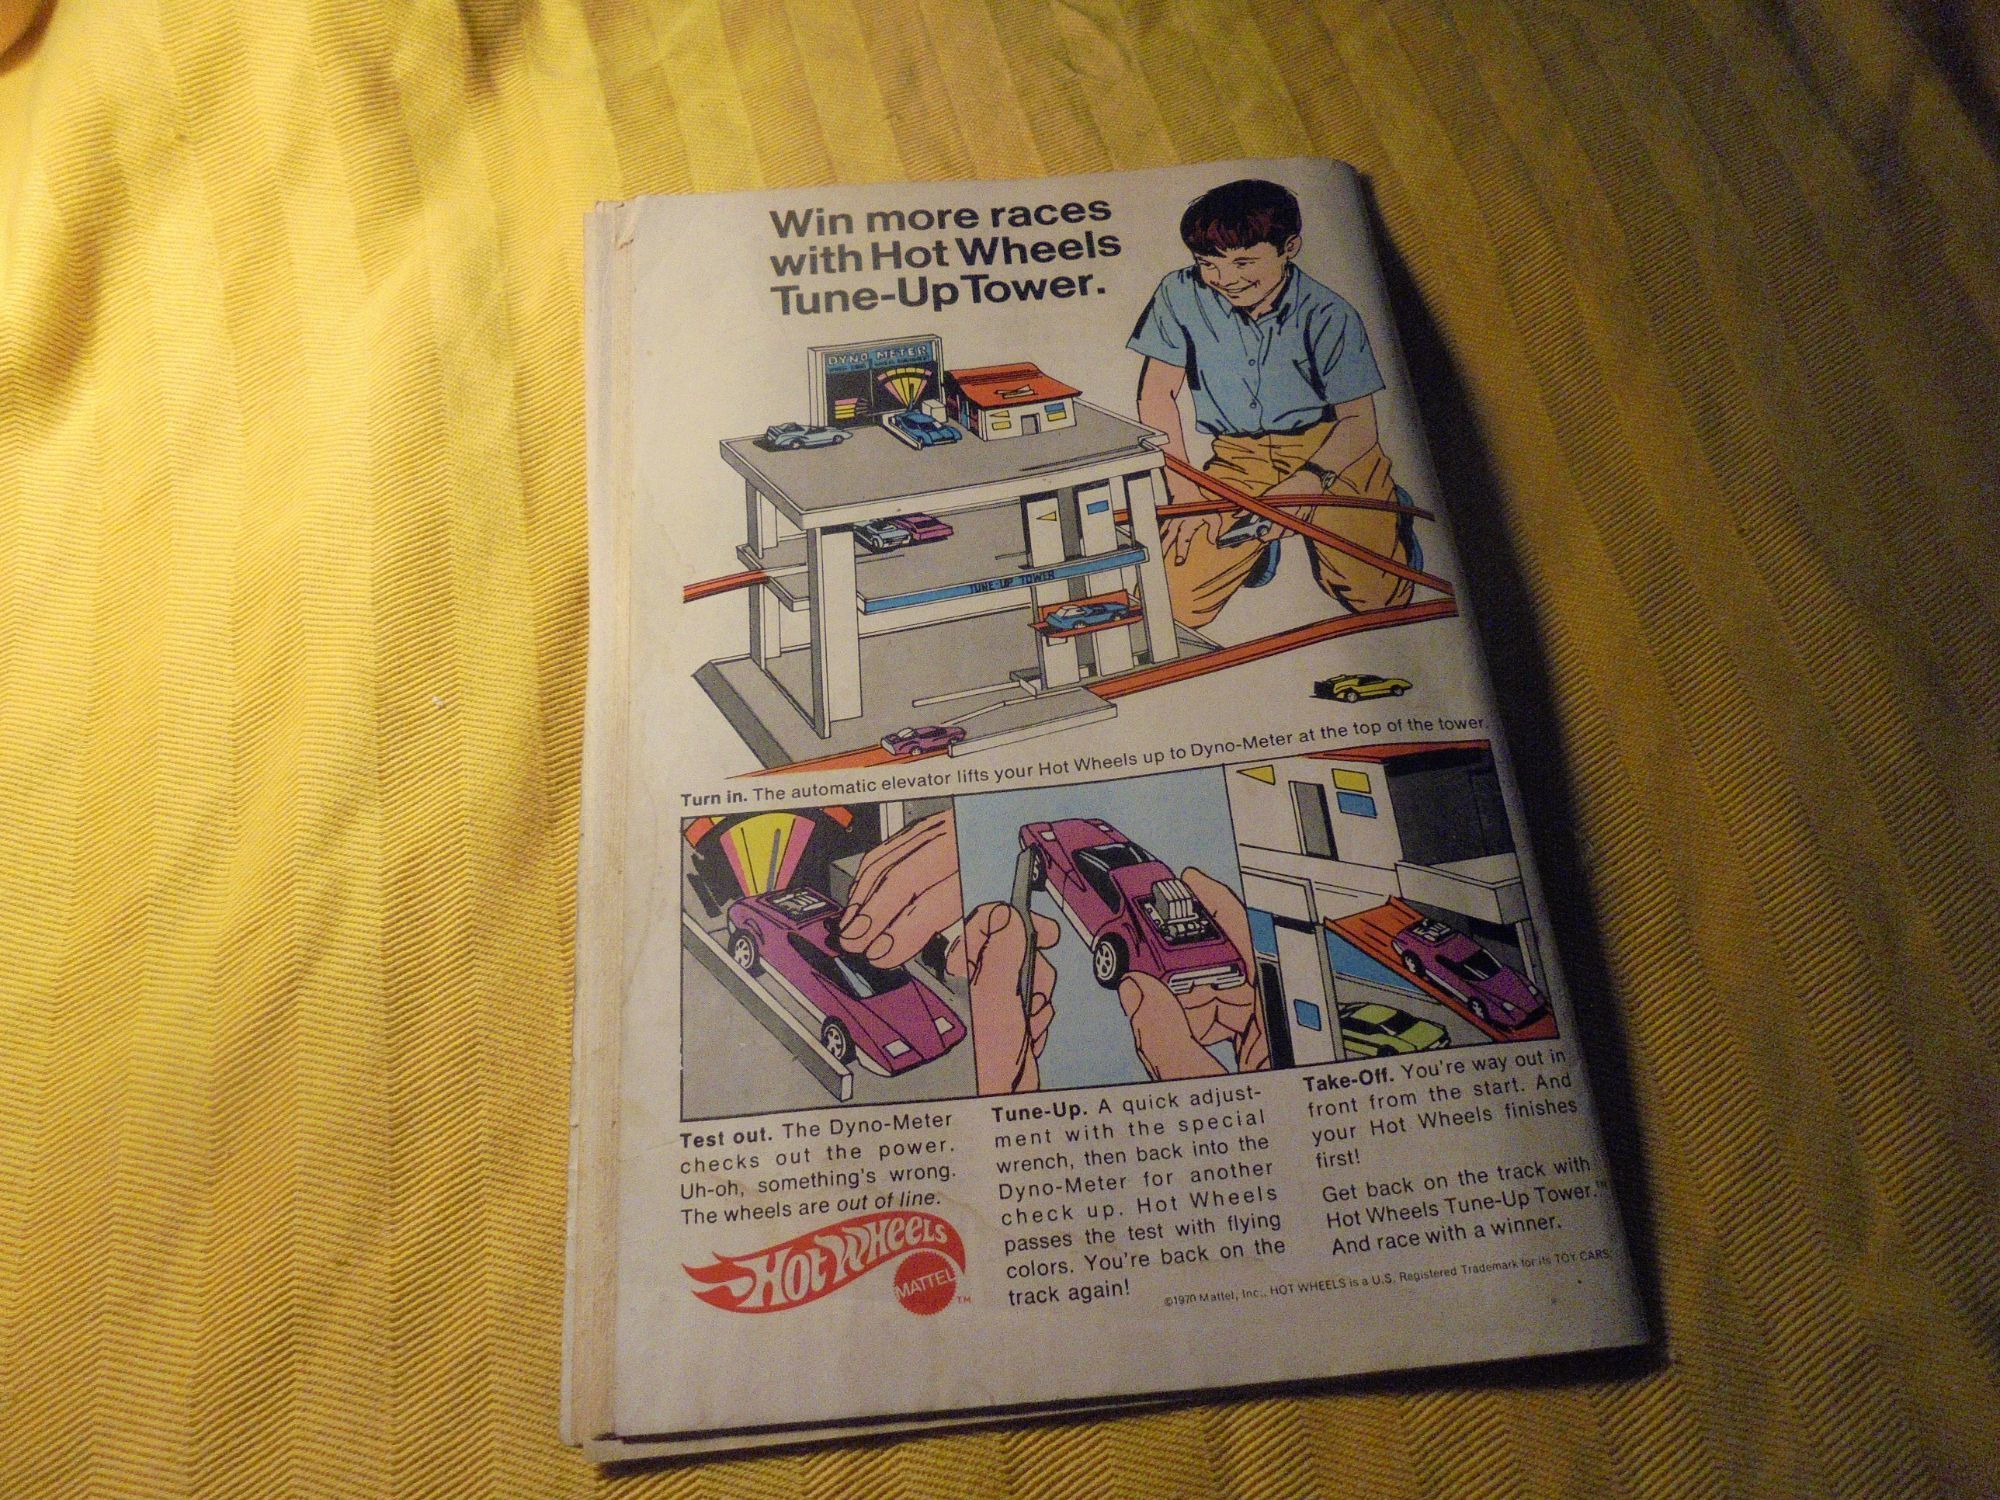 Win more races
with Hot Wheels
Tune-Up Tower.
DYNO METER
TUNE-UP TOWER
Turn in. The automatic elevator lifts your Hot Wheels up to Dyno-Meter at the top of the tower.
Test out. The Dyno-Meter
checks out the power.
Uh-oh, something's wrong.
The wheels are out of line.
HOT WHEELS
MATTEL
TM
Tune-Up. A quick adjust-
ment with the special
wrench, then back into the
Dyno-Meter for another
check up. Hot Wheels
passes the test with flying
colors. You're back on the
track again!
Take-Off. You're way out in
front from the start. And
your Hot Wheels finishes
first!
Get back on the track with
Hot Wheels Tune-Up Tower.™
And race with a winner.
©1970 Mattel, Inc., HOT WHEELS is a U.S. Registered Trademark for its TOY CARS.